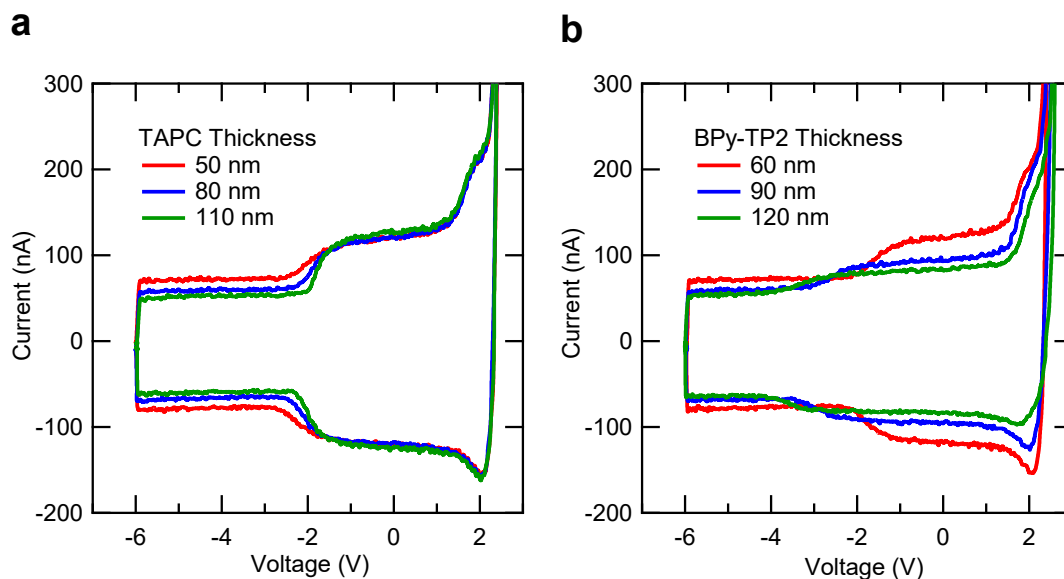 a
300
200
100
0
-100
-200
Current (nA)
TAPC Thickness
50 nm
80 nm
110 nm
-6
-4
-2
0
2
Voltage (V)
b
300
200
100
0
-100
-200
Current (nA)
BPy-TP2 Thickness
60 nm
90 nm
120 nm
-6
-4
-2
0
2
Voltage (V)